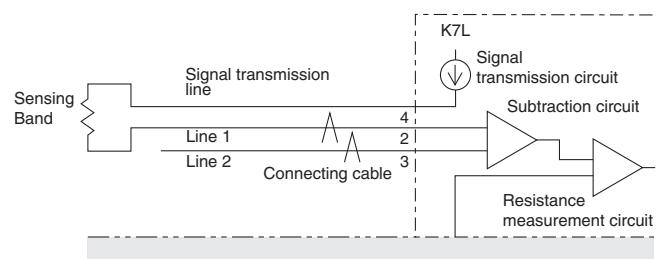 K7L
Signal
transmission circuit
Signal transmission
line
Sensing
Band
Subtraction circuit
4
Line 1
2
Line 2
3
Connecting cable
Resistance
measurement circuit